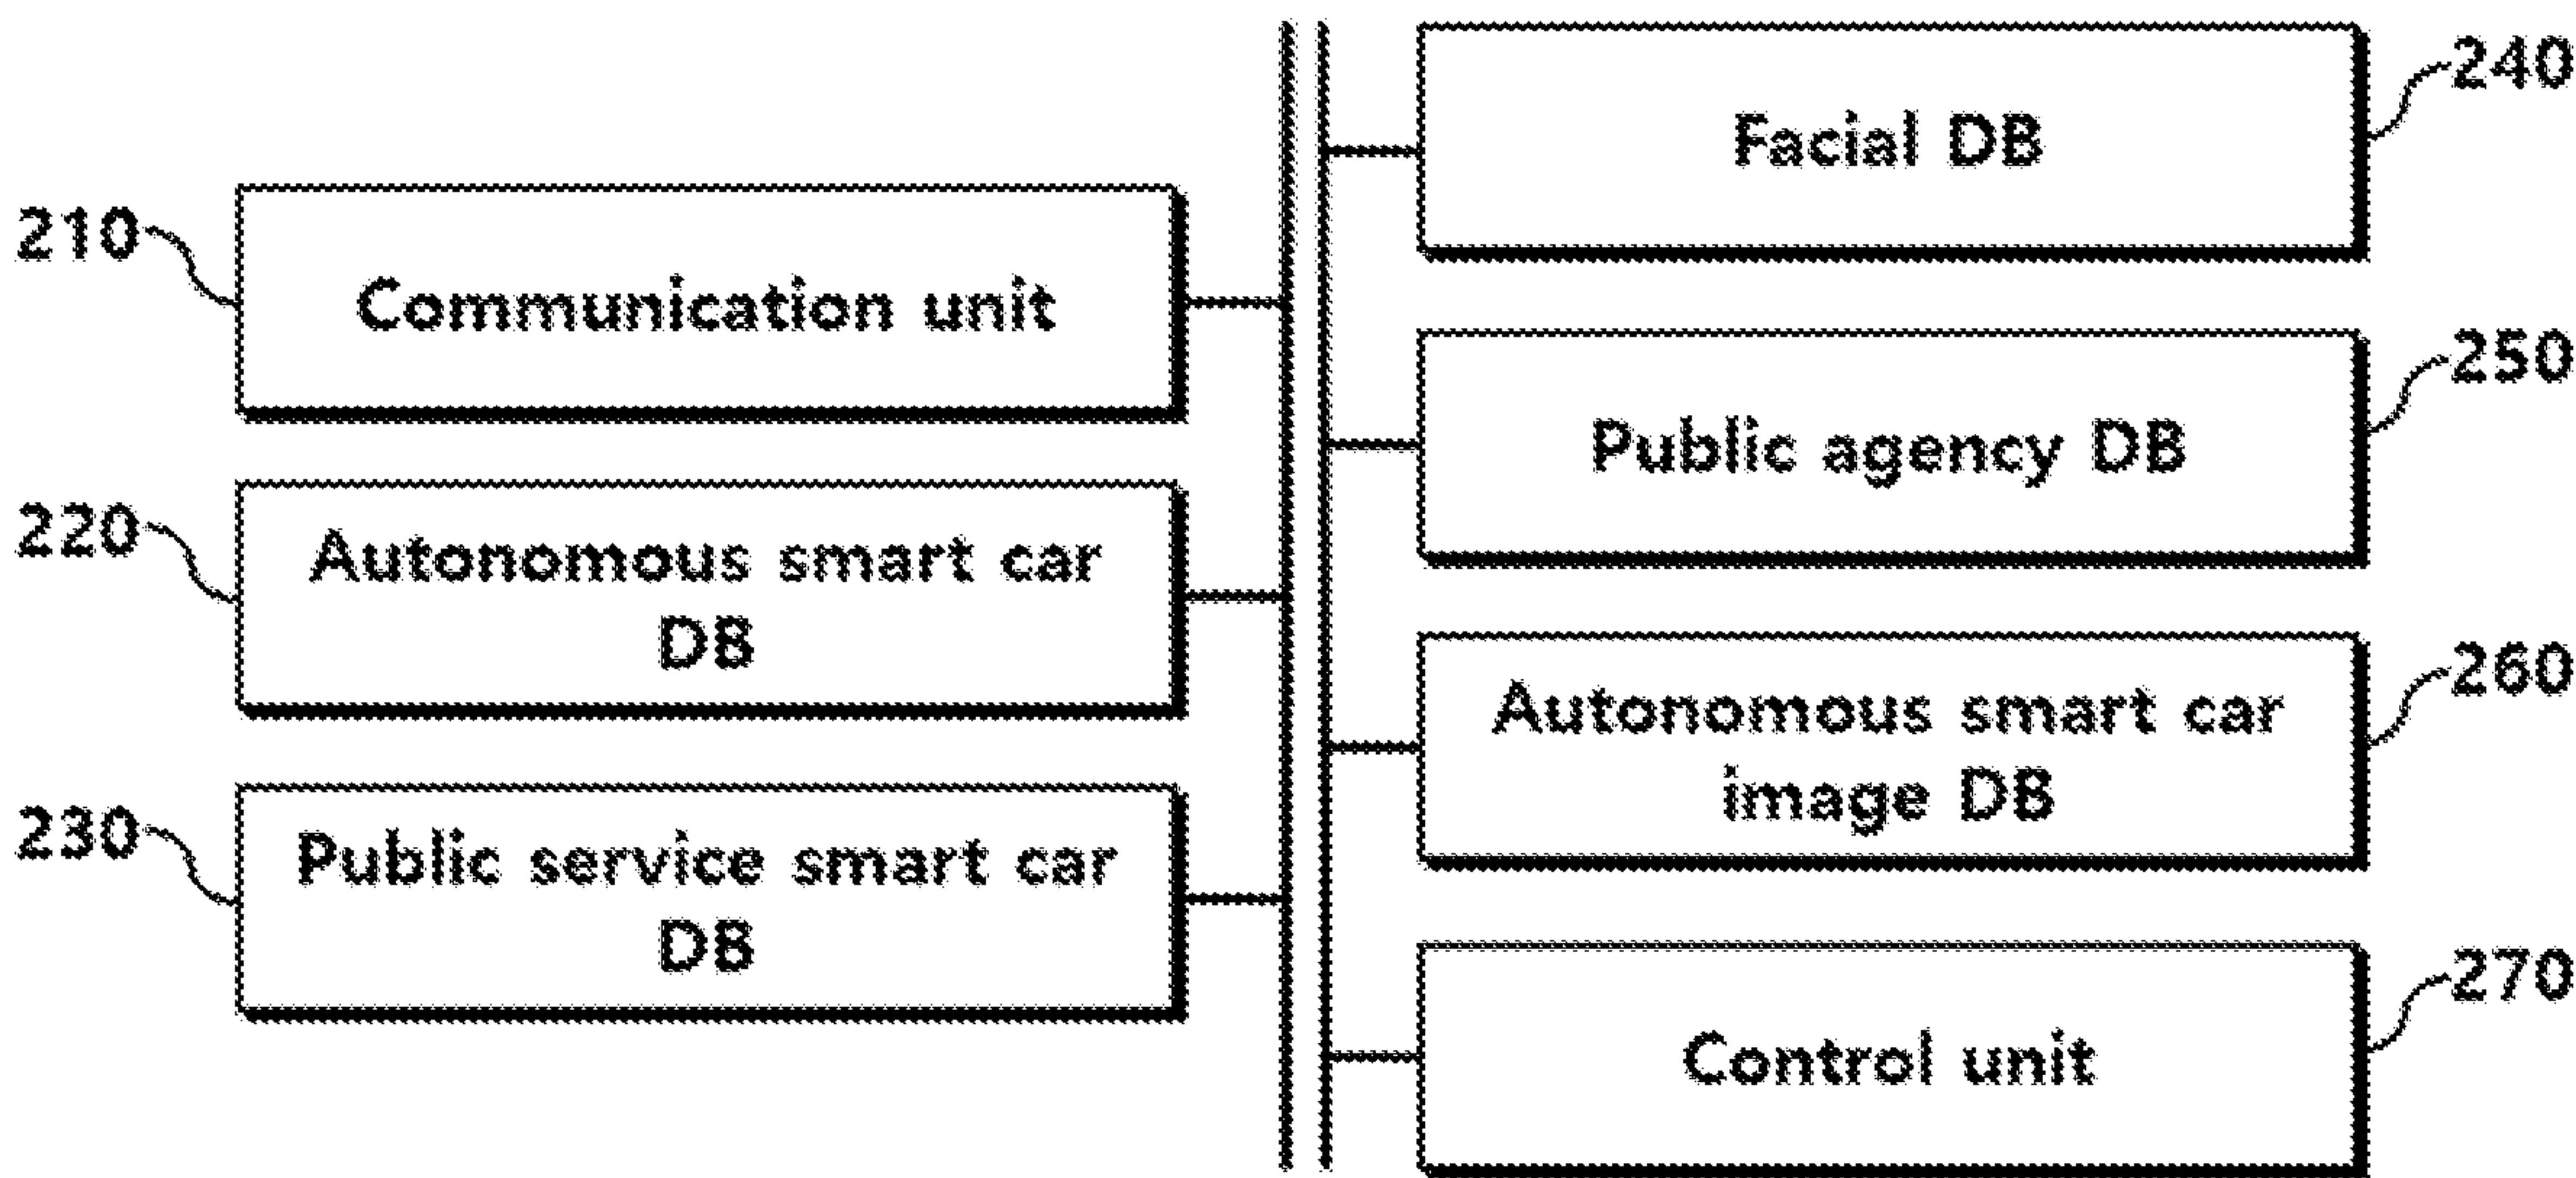 210
Communication unit
220
Autonomous smart car
DB
230
Public service smart car
DB
240
Facial DB
250
Public agency DB
260
Autonomous smart car
image DB
270
Control unit